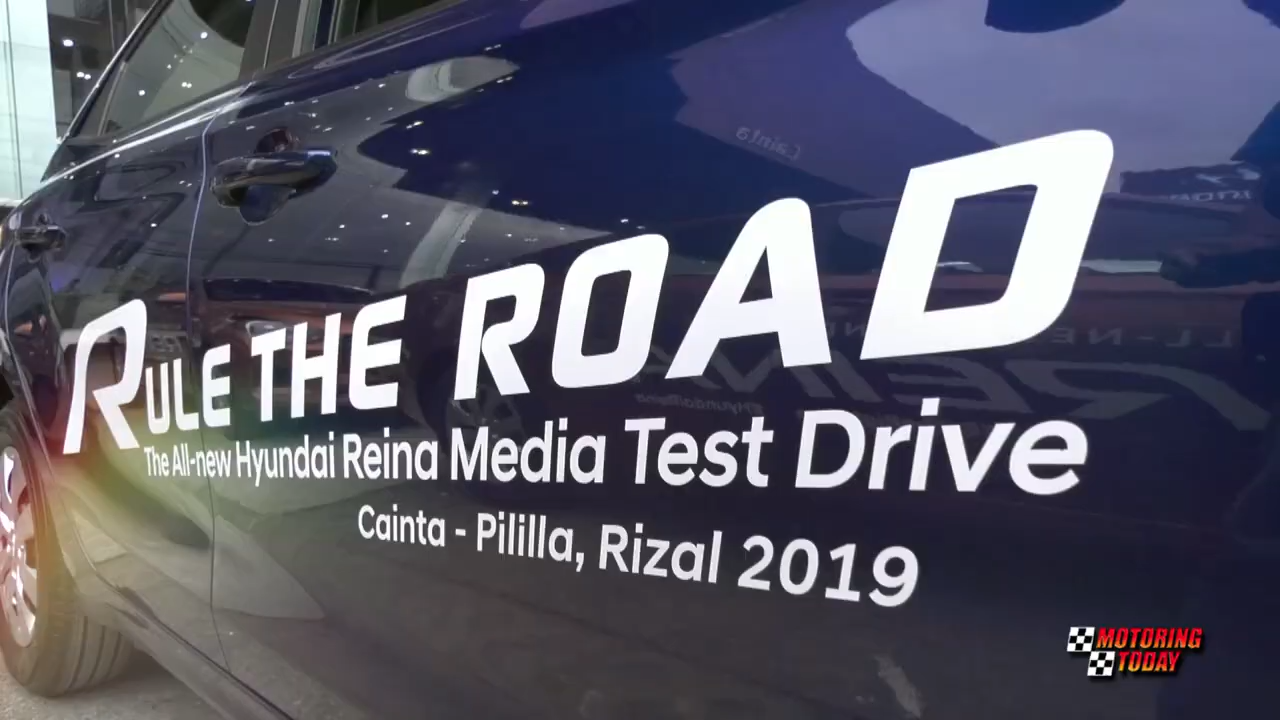 RULE THE ROAD
The All-new Hyundai Reina Media Test Drive
Cainta - Pililla, Rizal 2019
MOTORING
TODAY